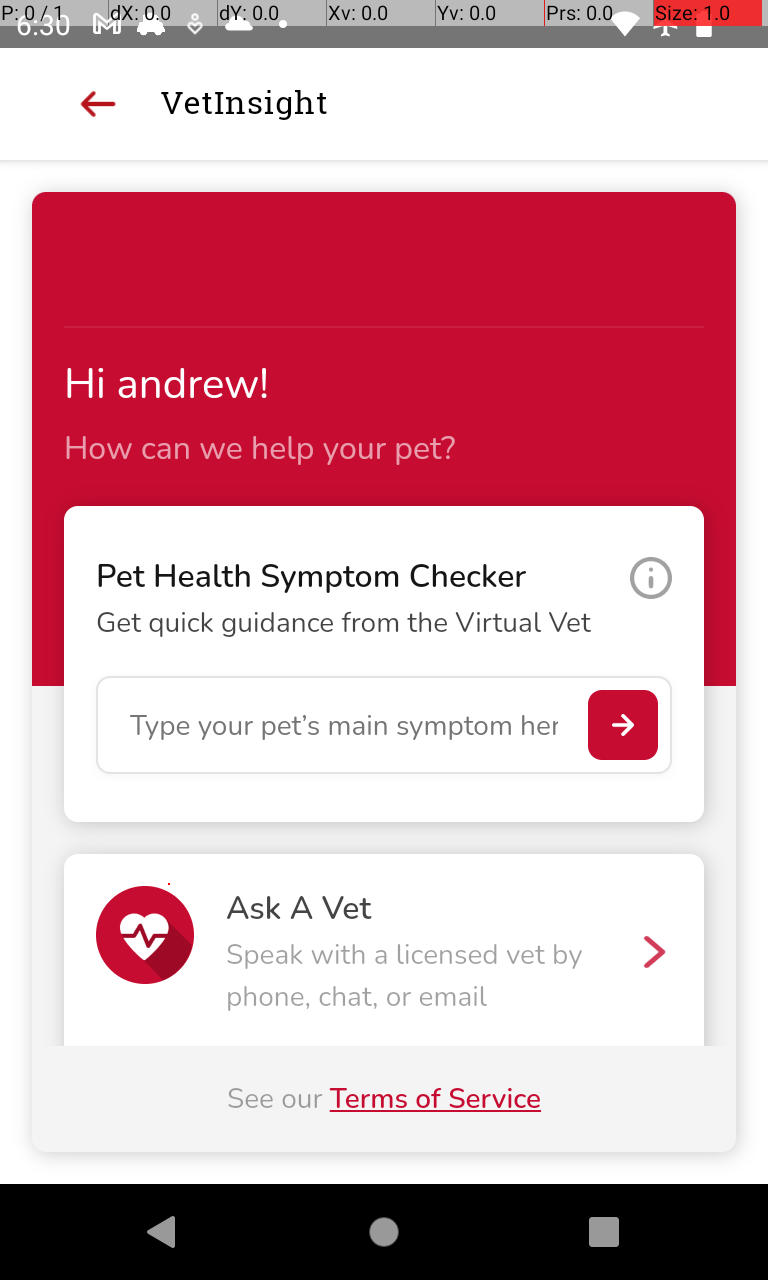 P: 0 / 1 dX: 0.0 dY: 0.0 Xv: 0.0 Yv: 0.0 Prs: 0.0 Size: 1.0
6:30
VetInsight
Hi andrew!
How can we help your pet?
Pet Health Symptom Checker
Get quick guidance from the Virtual Vet
Type your pet’s main symptom her
Ask A Vet
Speak with a licensed vet by
phone, chat, or email
See our Terms of Service